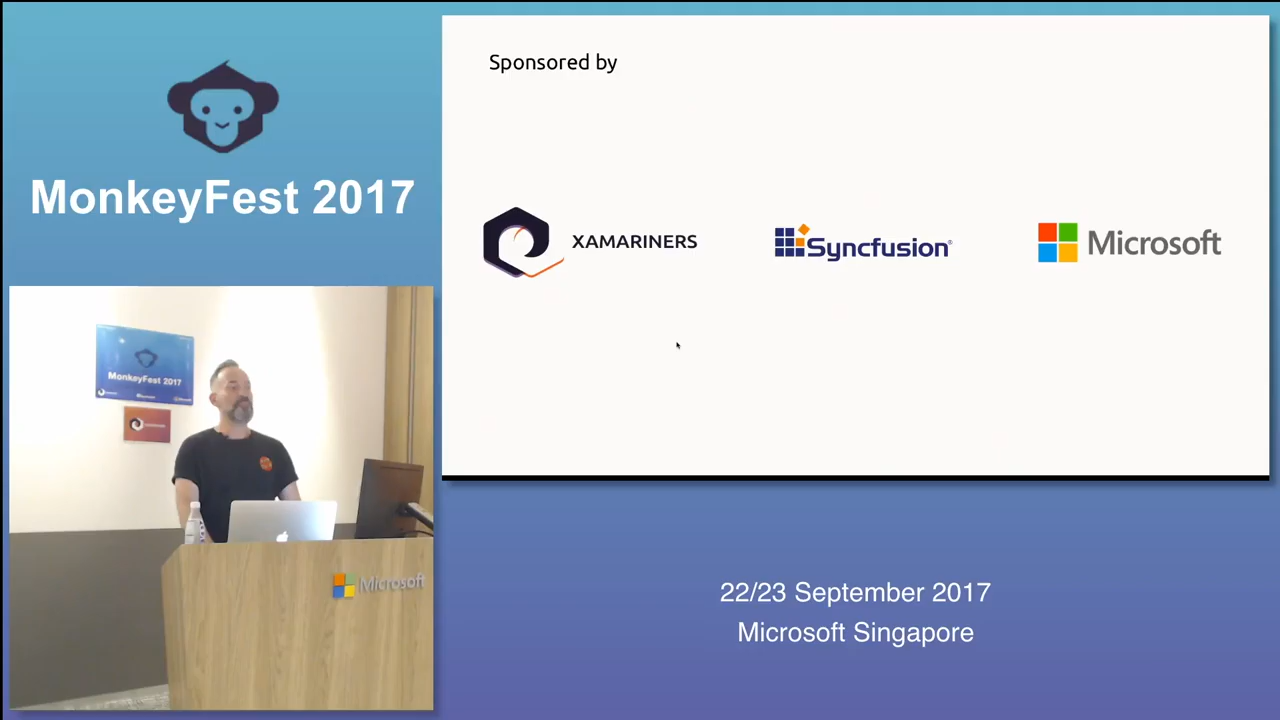 MonkeyFest 2017
Sponsored by
XAMARINERS
Syncfusion
Microsoft
MonkeyFest 2017
Microsoft
22/23 September 2017
Microsoft Singapore